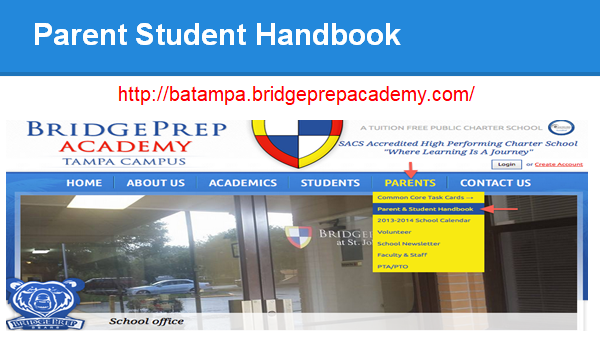 Parent Student Handbook
http://batampa.bridgeprepacademy.com/
BRIDGEPREP
ACADEMY
TAMPA CAMPUS
A TUITION FREE PUBLIC CHARTER SCHOOL
SACS Accredited High Performing Charter School
"Where Learning Is A Journey"
Login or Create Account
HOME ABOUT US ACADEMICS STUDENTS PARENTS CONTACT US
Common Core Task Cards -->
Parent & Student Handbook
2013-2014 School Calendar
Volunteer
School Newsletter
Faculty & Staff
PTA/PTO
BRIDGEPREP
at St. Jo
BRIDGEPREP
BEARS
School office